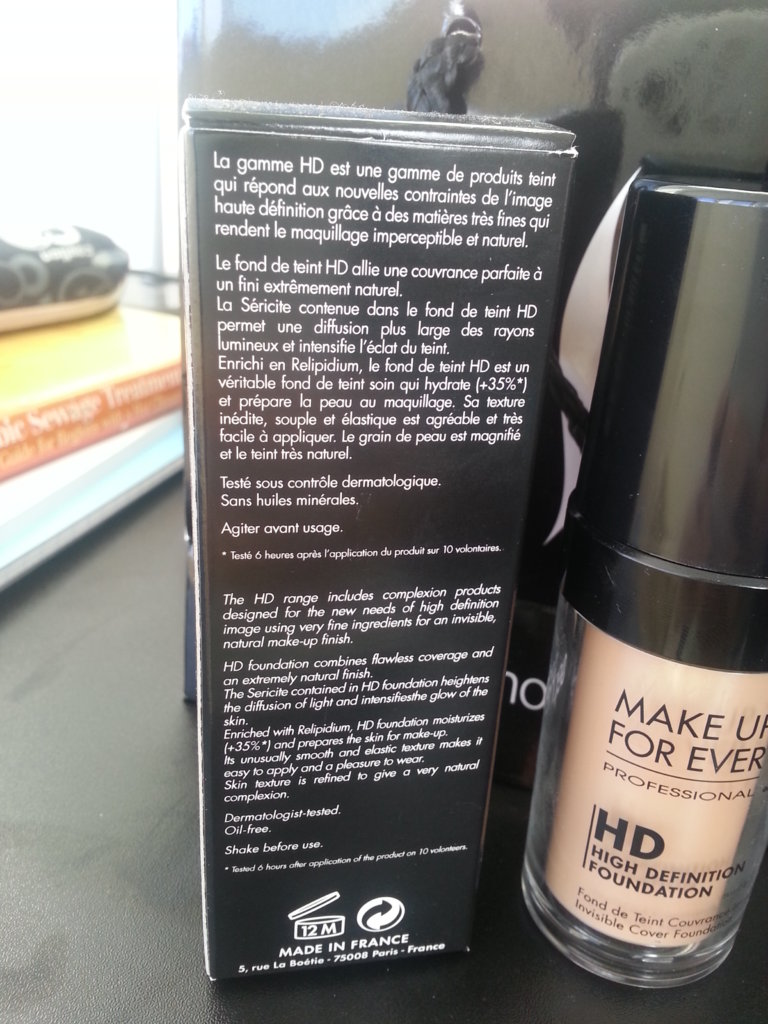 La gamme HD est une gamme de produits teint
qui répond aux nouvelles contraintes de l'image
haute définition grâce à des matières très fines qui
rendent le maquillage imperceptible et naturel.
Le fond de teint HD allie une couvrance parfaite à
un fini extrêmement naturel.
La Séricite contenue dans le fond de teint HD
permet une diffusion plus large des rayons
lumineux et intensifie l'éclat du teint.
Enrichi en Relipidium, le fond de teint HD est un
véritable fond de teint soin qui hydrate (+35%*)
et prépare la peau au maquillage. Sa texture
inédite, souple et élastique est agréable et très
facile à appliquer. Le grain de peau est magnifié
et le teint très naturel.
Testé sous contrôle dermatologique.
Sans huiles minérales.
Agiter avant usage.
* Testé 6 heures après l'application du produit sur 10 volontaires.
The HD range includes complexion products
designed for the new needs of high definition
image using very fine ingredients for an invisible,
natural make-up finish.
HD foundation combines flawless coverage and
an extremely natural finish.
The Sericite contained in HD foundation heightens
the diffusion of light and intensifiesthe glow of the
skin.
Enriched with Relipidium, HD foundation moisturizes
(+35%*) and prepares the skin for make-up.
Its unusually smooth and elastic texture makes it
easy to apply and a pleasure to wear.
Skin texture is refined to give a very natural
complexion.
Dermatologist-tested.
Oil-free.
Shake before use.
* Tested 6 hours after application of the product on 10 volonteers.
12 M
MADE IN FRANCE
5, rue La Boétie - 75008 Paris - France
MAKE UP
FOR EVER
PROFESSIONAL
HD
HIGH DEFINITION
FOUNDATION
Fond de Teint Couvrance
Invisible Cover Foundation
Sewage Treatment